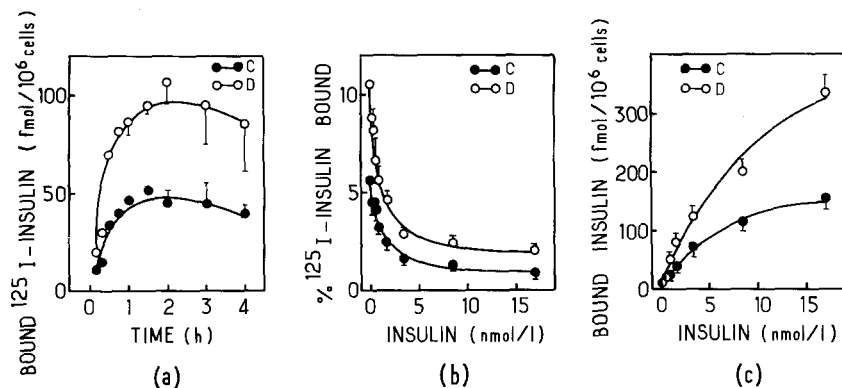 BOUND ¹²⁵I-INSULIN (fmol/10⁶ cells)
100
50
0
C
D
0 1 2 3 4
TIME (h)
(a)
% ¹²⁵I-INSULIN BOUND
10
5
0
C
D
0 5 10 15
INSULIN (nmol/l)
(b)
BOUND INSULIN (fmol/10⁶ cells)
300
200
100
0
C
D
0 5 10 15
INSULIN (nmol/l)
(c)